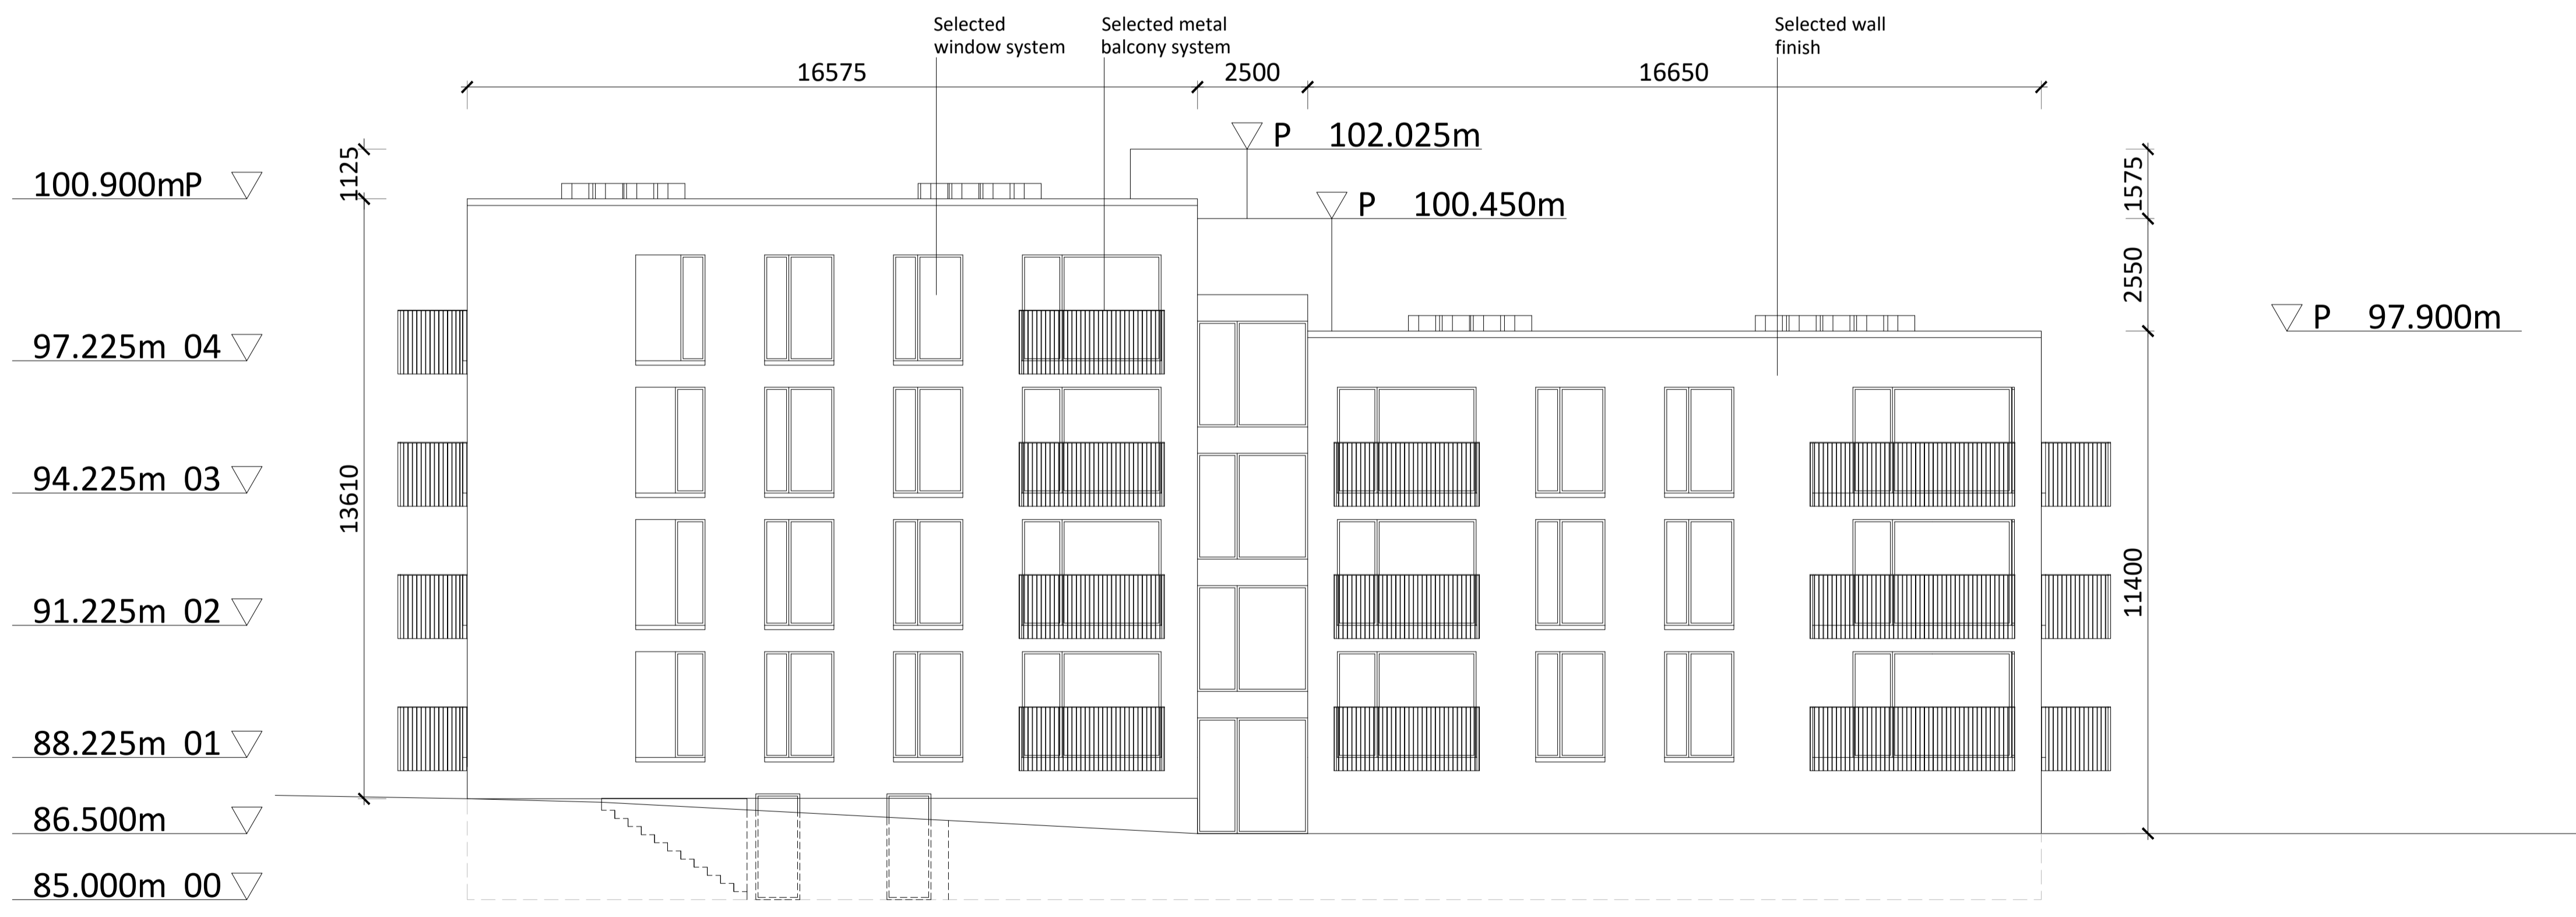 Selected
window system
Selected metal
balcony system
Selected wall
finish
16575
2500
16650
P 102.025m
1125
1575
100.900mP
P 100.450m
2550
P 97.900m
97.225m 04
94.225m 03
13610
11400
91.225m 02
88.225m 01
86.500m
85.000m 00